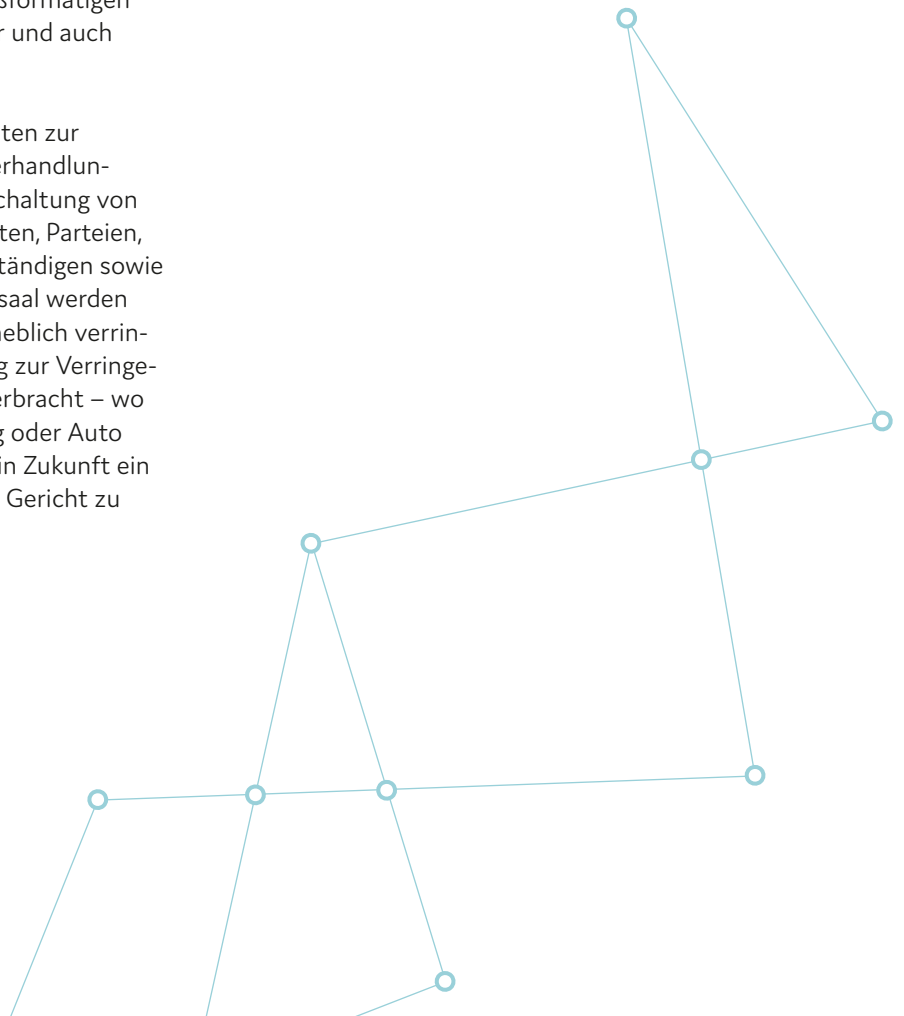 ßformatigen
r und auch
ten zur
erhandlun-
chaltung von
ten, Parteien,
tändigen sowie
saal werden
heblich verrin-
g zur Verringe-
erbracht – wo
g oder Auto
in Zukunft ein
Gericht zu